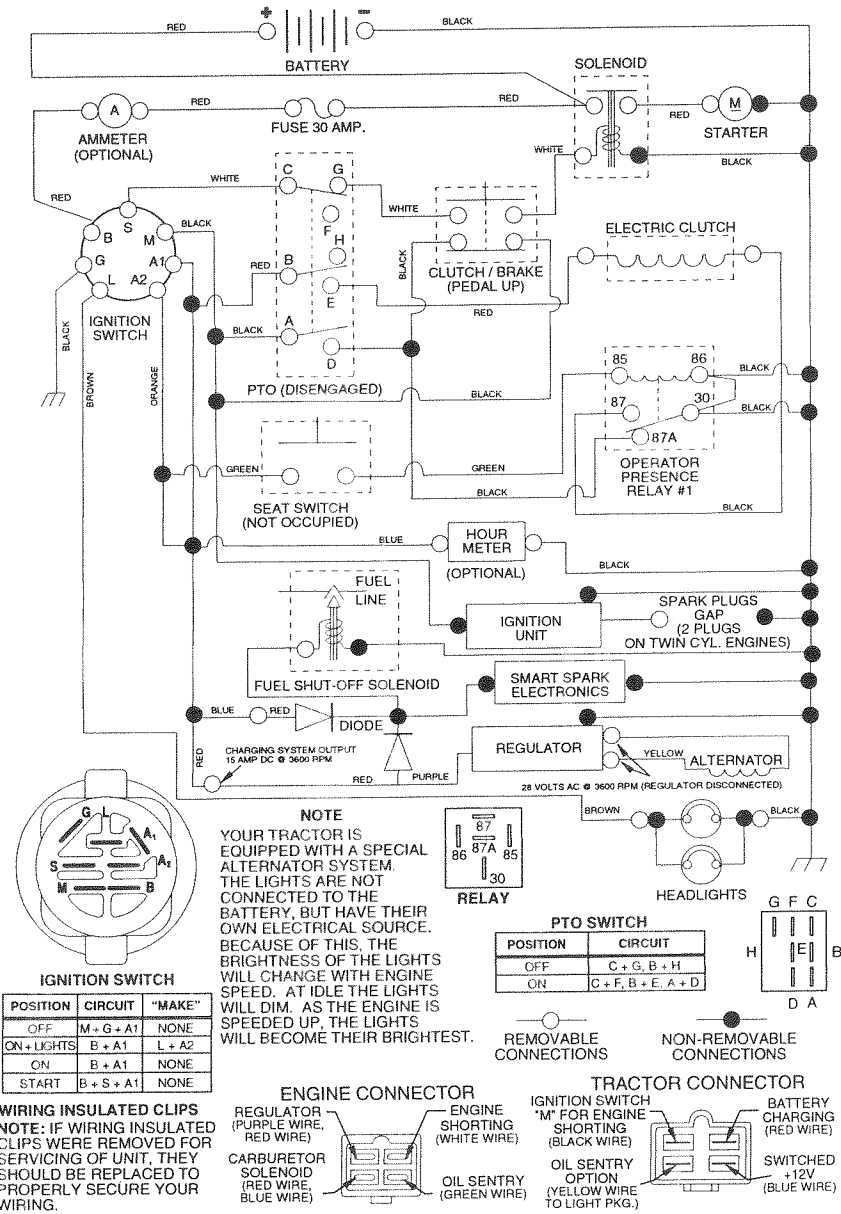 RED
+
-
BLACK
BATTERY
SOLENOID
A
RED
RED
RED
M
AMMETER
(OPTIONAL)
FUSE 30 AMP.
STARTER
WHITE
BLACK
RED
C
G
WHITE
S
BLACK
F
WHITE
B
M
G
A1
L
A2
IGNITION
SWITCH
H
B
RED
E
BLACK
CLUTCH / BRAKE
(PEDAL UP)
ELECTRIC CLUTCH
RED
A
BLACK
D
BLACK
BROWN
ORANGE
PTO (DISENGAGED)
BLACK
85
86
BLACK
87
30
BLACK
87A
OPERATOR
PRESENCE
RELAY #1
GREEN
GREEN
BLACK
BLACK
SEAT SWITCH
(NOT OCCUPIED)
BLUE
HOUR
METER
(OPTIONAL)
BLACK
FUEL
LINE
IGNITION
UNIT
SPARK PLUGS
GAP
(2 PLUGS
ON TWIN CYL. ENGINES)
FUEL SHUT-OFF SOLENOID
SMART SPARK
ELECTRONICS
BLUE
RED
DIODE
RED
CHARGING SYSTEM OUTPUT
15 AMP DC @ 3600 RPM
RED
PURPLE
REGULATOR
YELLOW
ALTERNATOR
28 VOLTS AC @ 3600 RPM (REGULATOR DISCONNECTED)
BROWN
BLACK
HEADLIGHTS
G
L
A1
A2
S
M
B
IGNITION SWITCH
POSITION CIRCUIT "MAKE"
OFF M + G + A1 NONE
ON + LIGHTS B + A1 L + A2
ON B + A1 NONE
START B + S + A1 NONE
NOTE
YOUR TRACTOR IS
EQUIPPED WITH A SPECIAL
ALTERNATOR SYSTEM.
THE LIGHTS ARE NOT
CONNECTED TO THE
BATTERY, BUT HAVE THEIR
OWN ELECTRICAL SOURCE.
BECAUSE OF THIS, THE
BRIGHTNESS OF THE LIGHTS
WILL CHANGE WITH ENGINE
SPEED. AT IDLE THE LIGHTS
WILL DIM. AS THE ENGINE IS
SPEEDED UP, THE LIGHTS
WILL BECOME THEIR BRIGHTEST.
87
86
87A
85
30
RELAY
PTO SWITCH
POSITION CIRCUIT
OFF C + G, B + H
ON C + F, B + E, A + D
G F C
H
E
B
D A
REMOVABLE
CONNECTIONS
NON-REMOVABLE
CONNECTIONS
WIRING INSULATED CLIPS
NOTE: IF WIRING INSULATED
CLIPS WERE REMOVED FOR
SERVICING OF UNIT, THEY
SHOULD BE REPLACED TO
PROPERLY SECURE YOUR
WIRING.
ENGINE CONNECTOR
REGULATOR
(PURPLE WIRE,
RED WIRE)
ENGINE
SHORTING
(WHITE WIRE)
CARBURETOR
SOLENOID
(RED WIRE,
BLUE WIRE)
OIL SENTRY
(GREEN WIRE)
TRACTOR CONNECTOR
IGNITION SWITCH
"M" FOR ENGINE
SHORTING
(BLACK WIRE)
BATTERY
CHARGING
(RED WIRE)
OIL SENTRY
OPTION
(YELLOW WIRE
TO LIGHT PKG.)
SWITCHED
+12V
(BLUE WIRE)